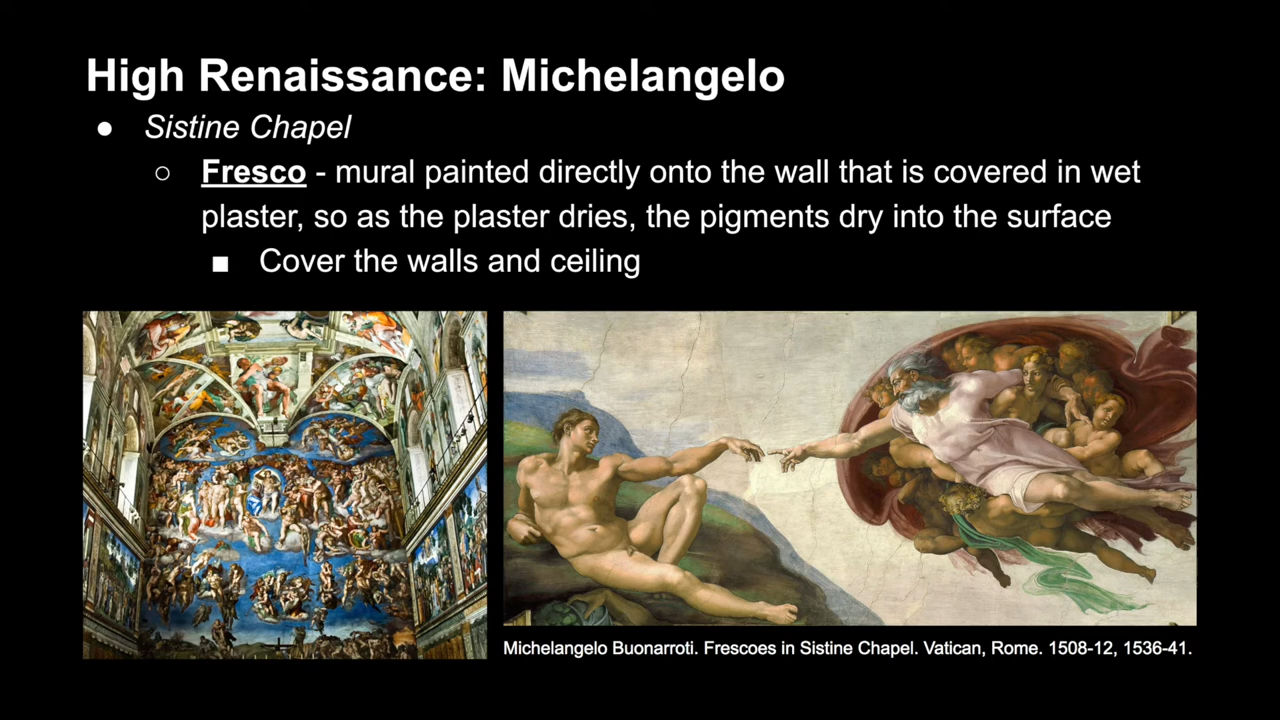 High Renaissance: Michelangelo
● Sistine Chapel
○ Fresco - mural painted directly onto the wall that is covered in wet
plaster, so as the plaster dries, the pigments dry into the surface
■ Cover the walls and ceiling
Michelangelo Buonarroti. Frescoes in Sistine Chapel. Vatican, Rome. 1508-12, 1536-41.